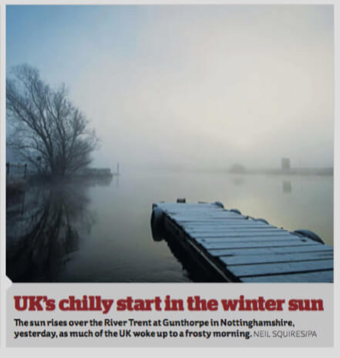 UK's chilly start in the winter sun
The sun rises over the River Trent at Gunthorpe in Nottinghamshire,
yesterday, as much of the UK woke up to a frosty morning. NEIL SQUIRES/PA